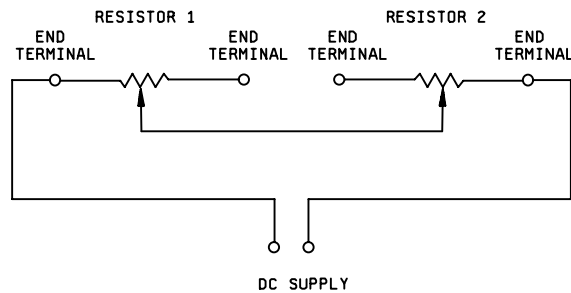 RESISTOR 1
RESISTOR 2
END
TERMINAL
END
TERMINAL
END
TERMINAL
END
TERMINAL
DC SUPPLY